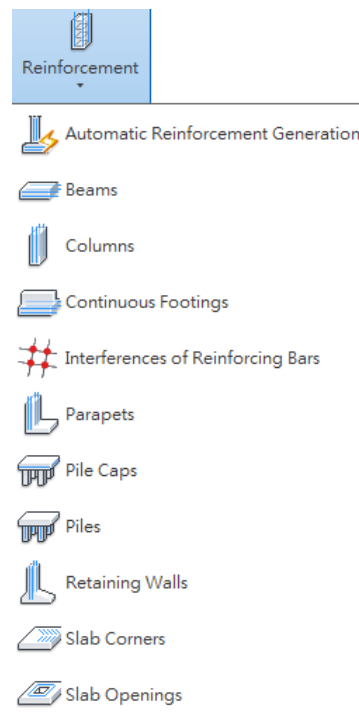 Reinforcement
Automatic Reinforcement Generation
Beams
Columns
Continuous Footings
Interferences of Reinforcing Bars
Parapets
Pile Caps
Piles
Retaining Walls
Slab Corners
Slab Openings